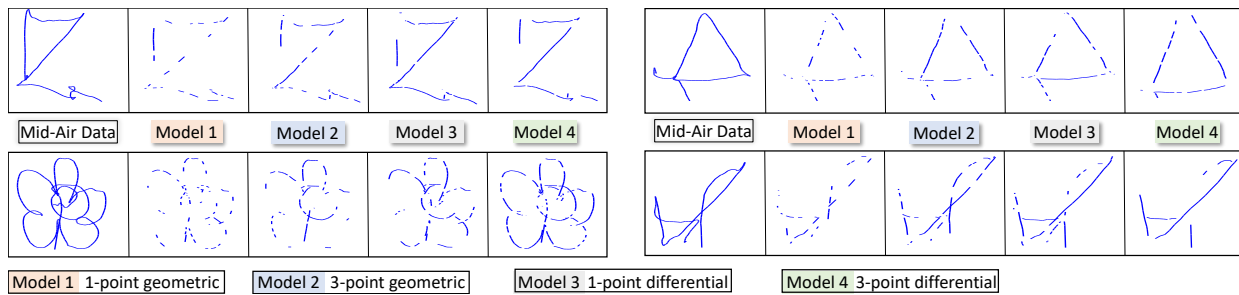 Mid-Air Data Model 1 Model 2 Model 3 Model 4
Mid-Air Data Model 1 Model 2 Model 3 Model 4
Model 1 1-point geometric Model 2 3-point geometric Model 3 1-point differential Model 4 3-point differential